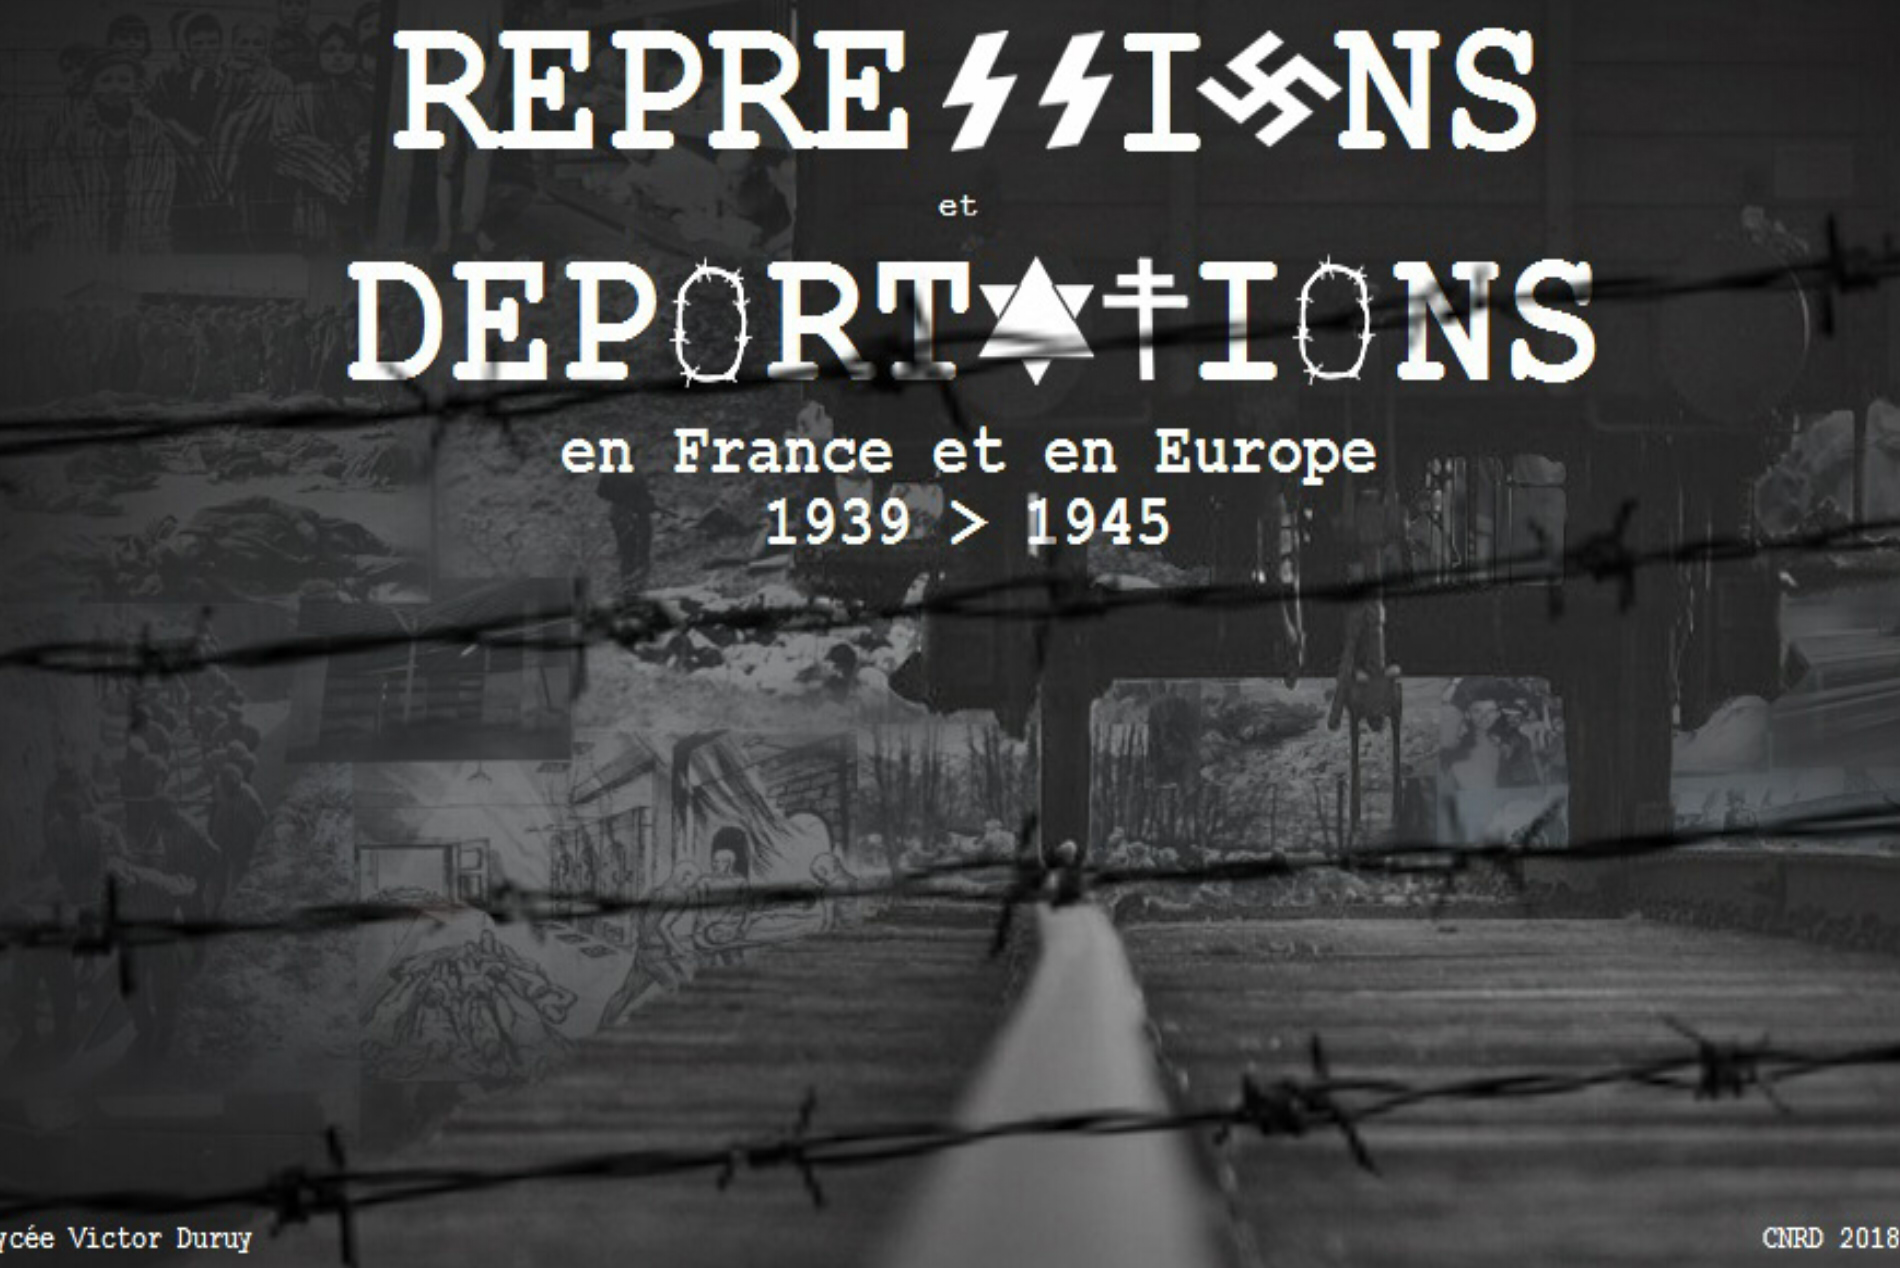 REPRESSIONS
et
DEPORTATIONS
en France et en Europe
1939 > 1945
ycée Victor Duruy
CNRD 2018